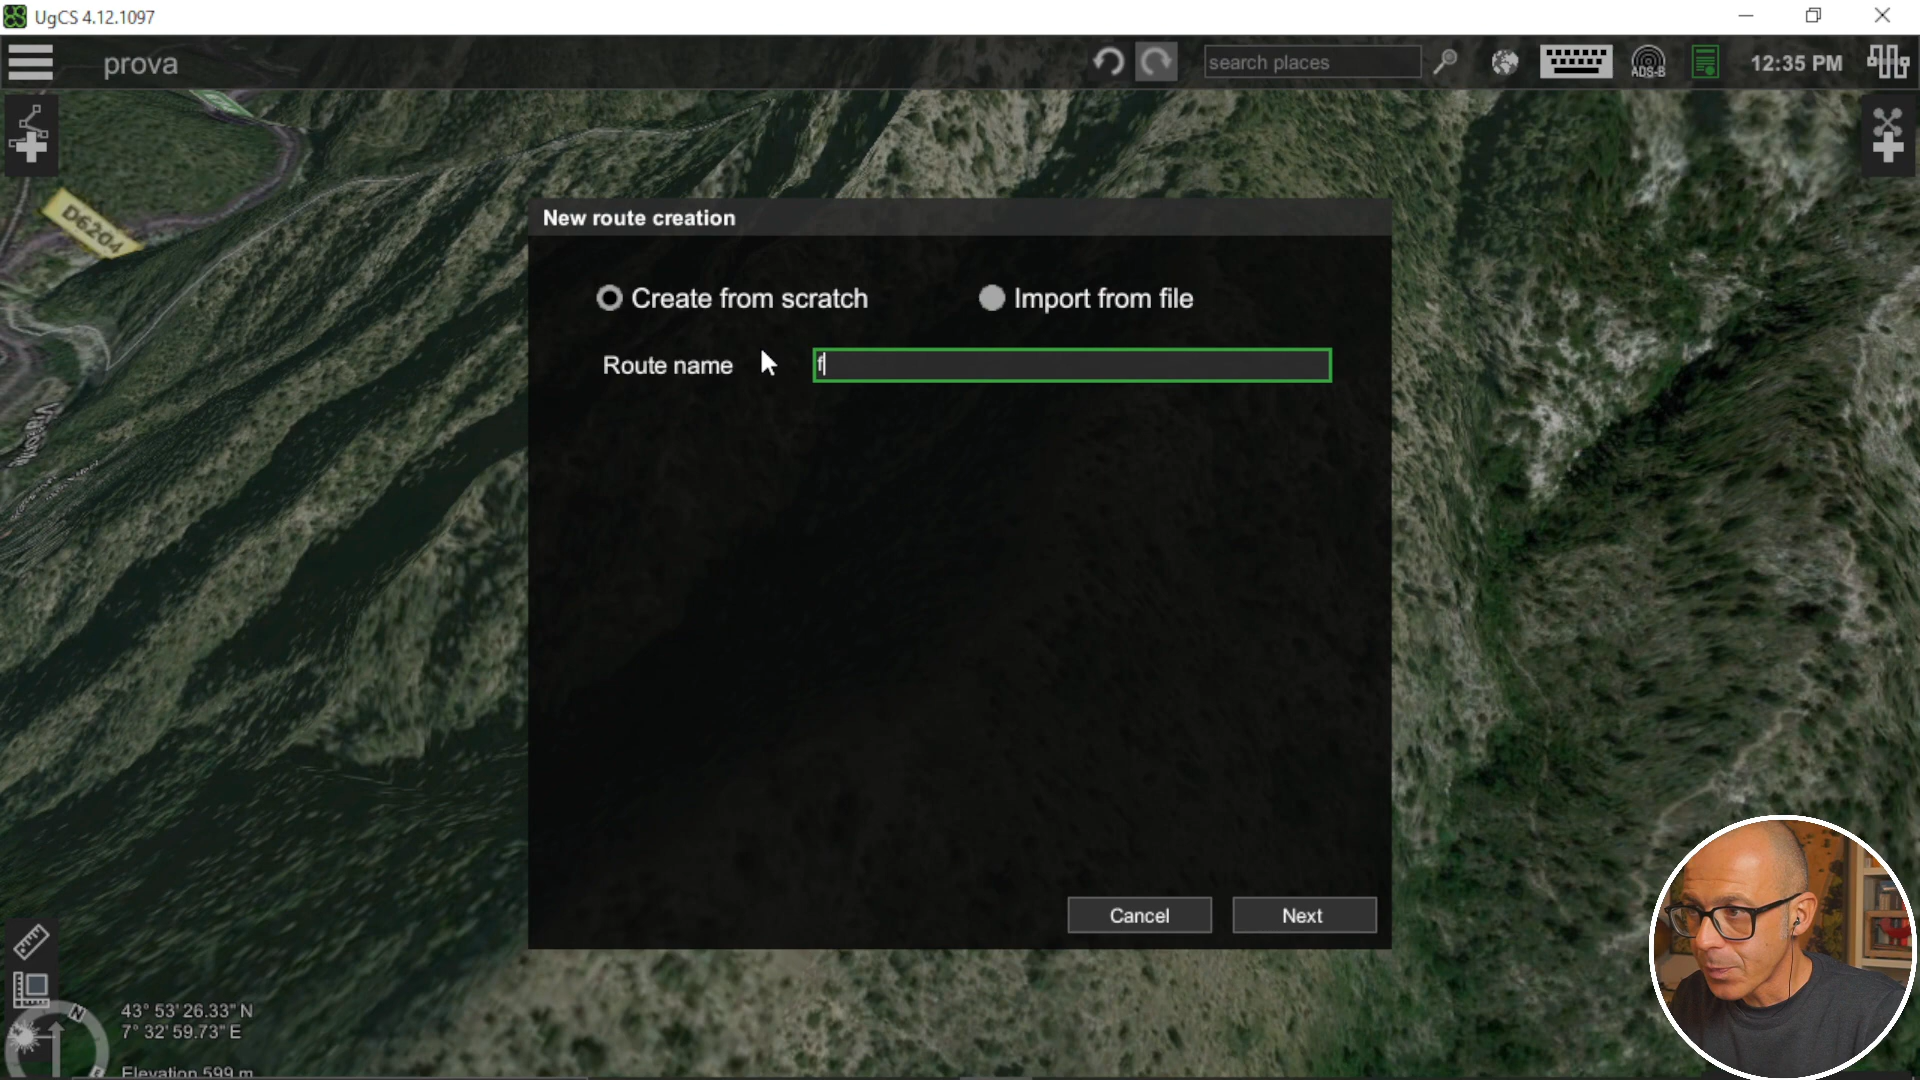 UgCS 4.12.1097
prova
search places
ADS-B
12:35 PM
D6204
New route creation
Create from scratch
Import from file
Route name
f
Cancel
Next
43° 53' 26.33" N
7° 32' 59.73" E
Elevation 599 m
N